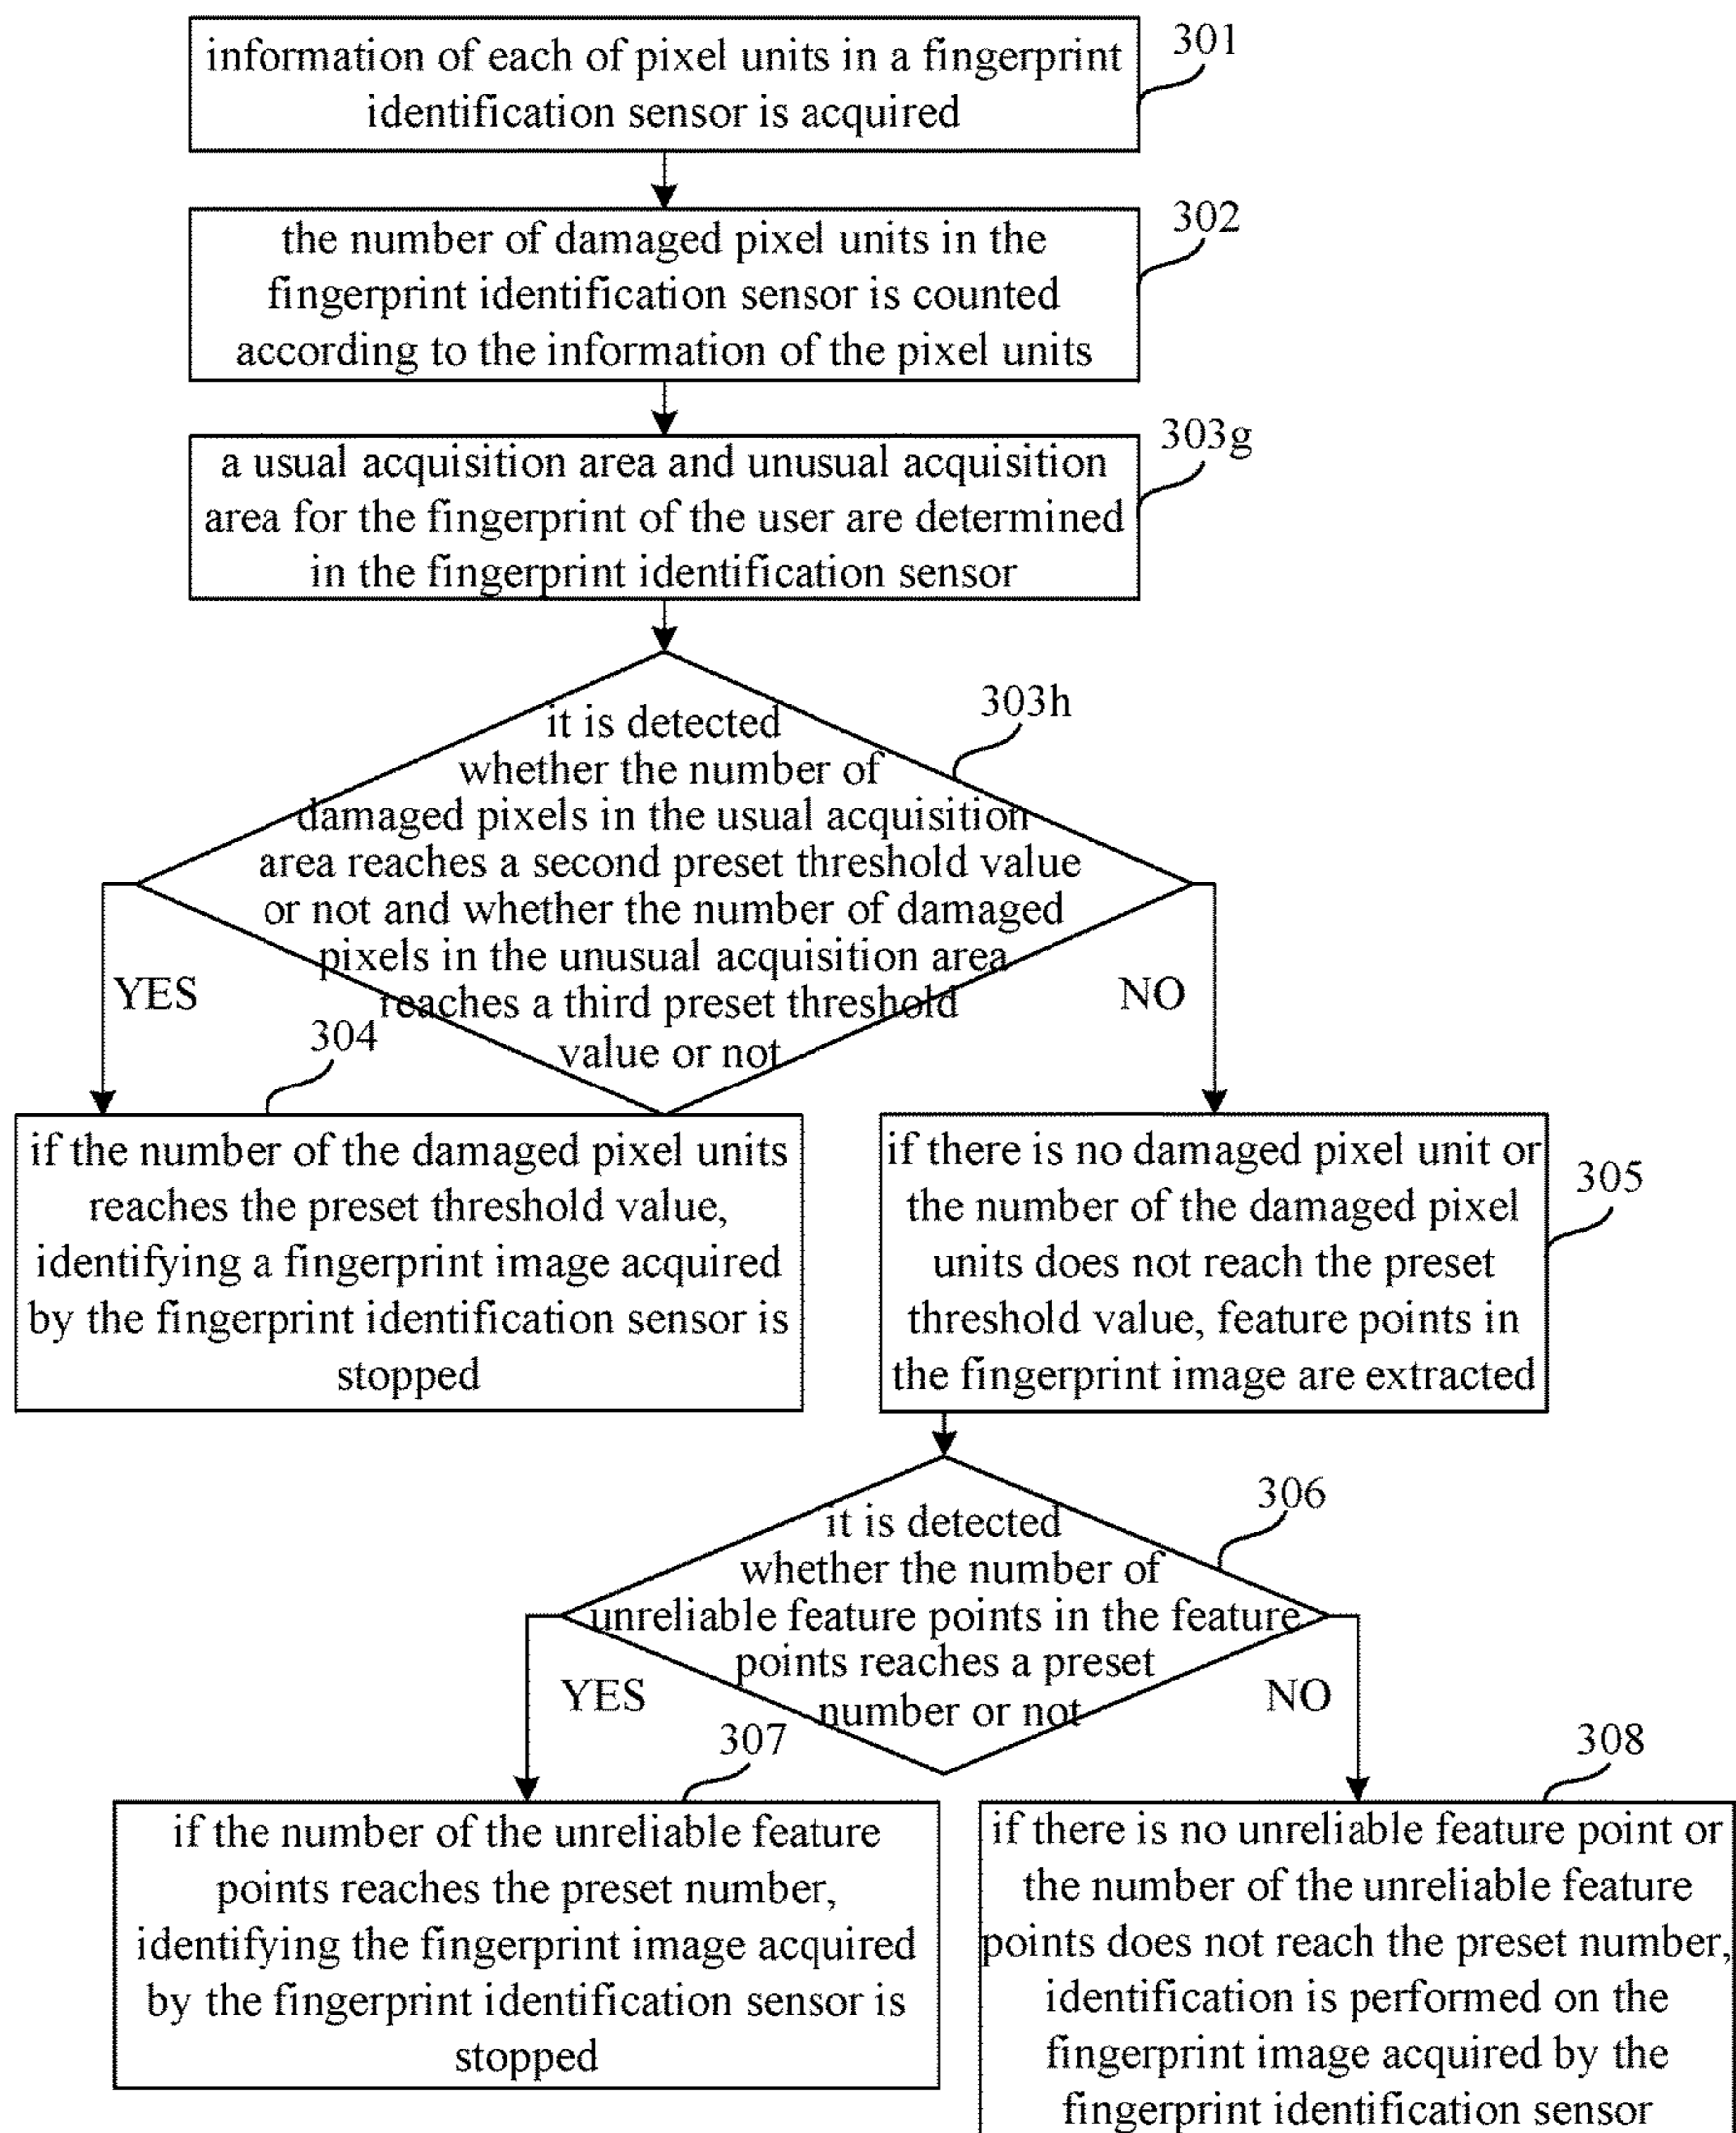 information of each of pixel units in a fingerprint
identification sensor is acquired
301
the number of damaged pixel units in the
fingerprint identification sensor is counted
according to the information of the pixel units
302
a usual acquisition area and unusual acquisition
area for the fingerprint of the user are determined
in the fingerprint identification sensor
303g
it is detected
whether the number of
damaged pixels in the usual acquisition
area reaches a second preset threshold value
or not and whether the number of damaged
pixels in the unusual acquisition area
reaches a third preset threshold
value or not
303h
YES
NO
304
if the number of the damaged pixel units
reaches the preset threshold value,
identifying a fingerprint image acquired
by the fingerprint identification sensor is
stopped
if there is no damaged pixel unit or
the number of the damaged pixel
units does not reach the preset
threshold value, feature points in
the fingerprint image are extracted
305
it is detected
whether the number of
unreliable feature points in the feature
points reaches a preset
number or not
306
YES
NO
307
if the number of the unreliable feature
points reaches the preset number,
identifying the fingerprint image acquired
by the fingerprint identification sensor is
stopped
308
if there is no unreliable feature point or
the number of the unreliable feature
points does not reach the preset number,
identification is performed on the
fingerprint image acquired by the
fingerprint identification sensor